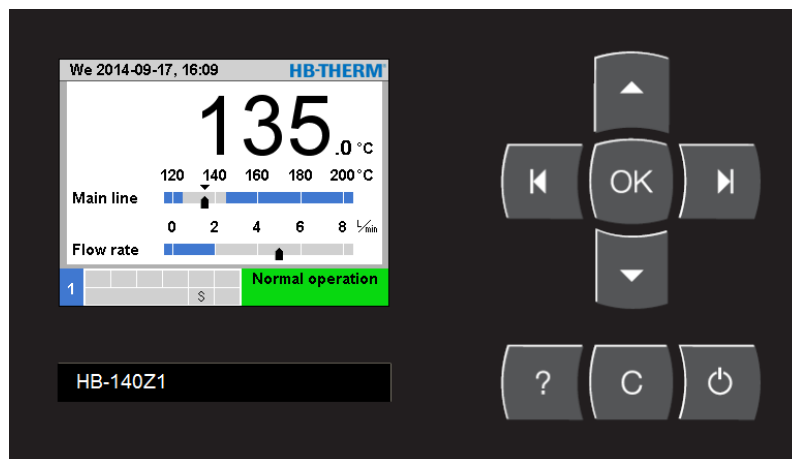 We 2014-09-17, 16:09 HB-THERM
135.0 °C
120 140 160 180 200 °C
Main line
0 2 4 6 8 L/min
Flow rate
1 S Normal operation
OK
HB-140Z1
? C